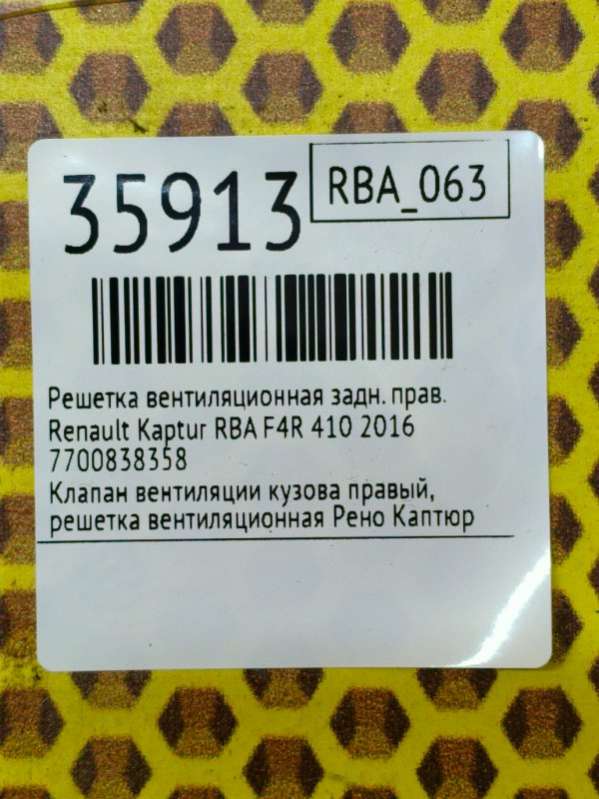 35913
RBA_063
Решетка вентиляционная задн. прав.
Renault Kaptur RBA F4R 410 2016
7700838358
Клапан вентиляции кузова правый,
решетка вентиляционная Рено Каптюр